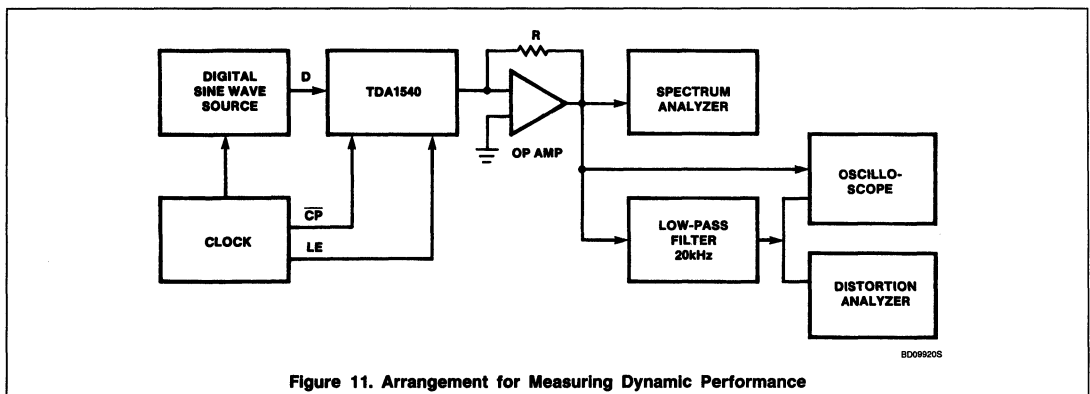 R
DIGITAL
SINE WAVE
SOURCE
D
TDA1540
OP AMP
SPECTRUM
ANALYZER
CLOCK
C̅P̅
LE
LOW-PASS
FILTER
20kHz
OSCILLO-
SCOPE
DISTORTION
ANALYZER
BD09920S
Figure 11. Arrangement for Measuring Dynamic Performance